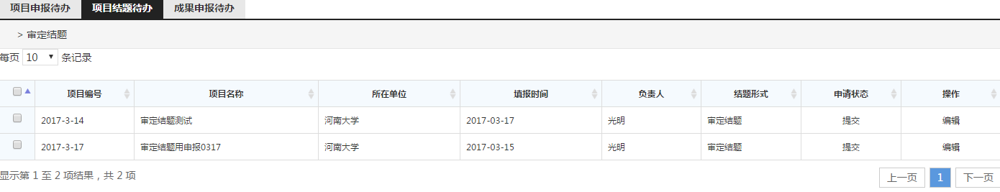 项目申报待办 项目结题待办 成果申报待办
> 审定结题
每页 10 条记录
项目编号 项目名称 所在单位 填报时间 负责人 结题形式 申请状态 操作
2017-3-14 审定结题测试 河南大学 2017-03-17 光明 审定结题 提交 编辑
2017-3-17 审定结题用申报0317 河南大学 2017-03-15 光明 审定结题 提交 编辑
显示第 1 至 2 项结果，共 2 项 上一页 1 下一页